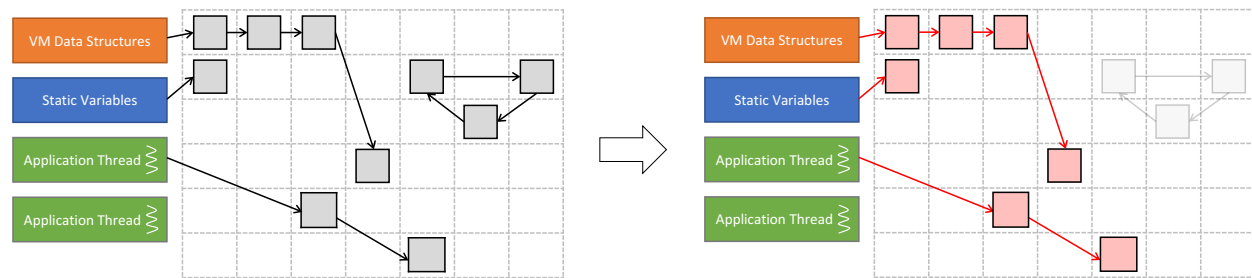 VM Data Structures
Static Variables
Application Thread
Application Thread
VM Data Structures
Static Variables
Application Thread
Application Thread